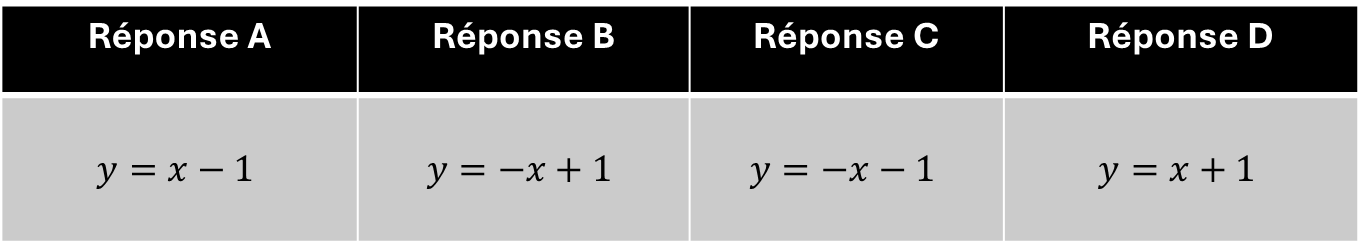 Réponse A Réponse B Réponse C Réponse D
y = x − 1 y = −x + 1 y = −x − 1 y = x + 1